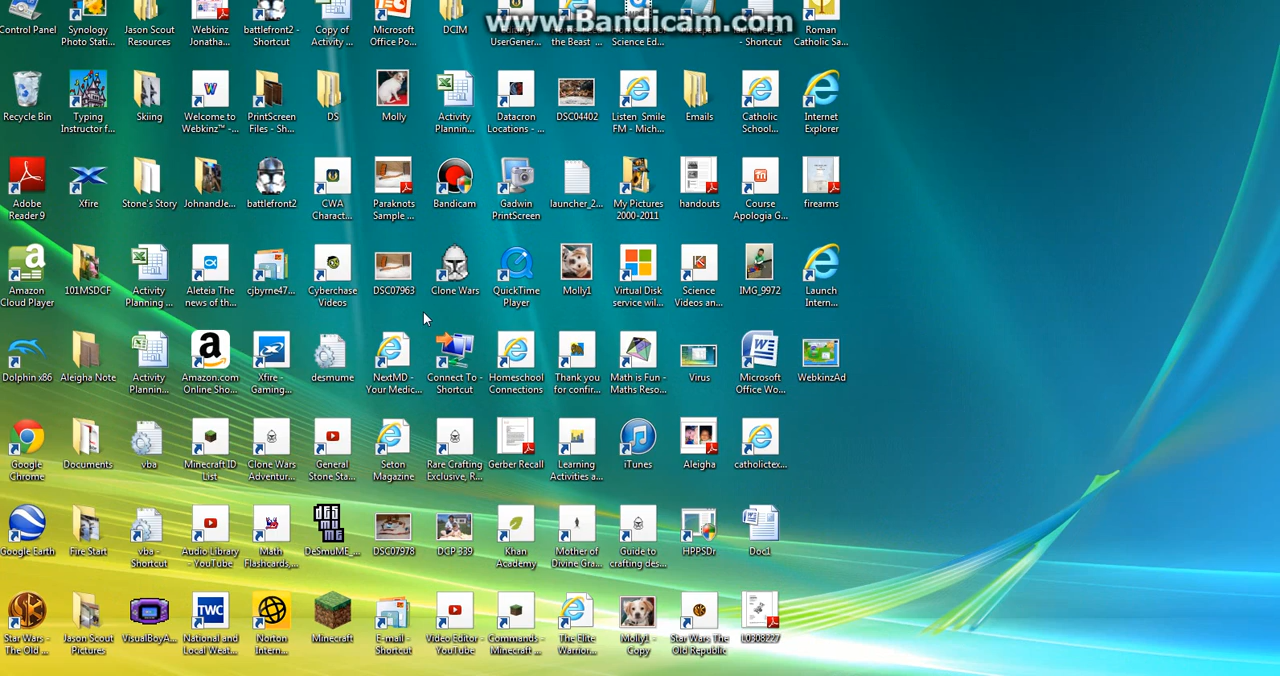 www.Bandicam.com
Control Panel
Synology
Photo Stati...
Jason Scout
Resources
Webkinz
Jonatha...
battlefront2 -
Shortcut
Copy of
Activity ...
Microsoft
Office Po...
DCIM
UserGener...
the Beast ...
Science Ed...
- Shortcut
Roman
Catholic Sa...
Recycle Bin
Typing
Instructor f...
Skiing
Welcome to
Webkinz™ -...
PrintScreen
Files - Sh...
DS
Molly
Activity
Plannin...
Datacron
Locations - ...
DSC04402
Listen Smile
FM - Mich...
Emails
Catholic
School...
Internet
Explorer
Adobe
Reader 9
Xfire
Stone's Story
JohnandJe...
battlefront2
CWA
Charact...
Paraknots
Sample ...
Bandicam
Gadwin
PrintScreen
launcher_2...
My Pictures
2000-2011
handouts
Course
Apologia G...
firearms
Amazon
Cloud Player
101MSDCF
Activity
Planning ...
Aleteia The
news of th...
cjbyrne47...
Cyberchase
Videos
DSC07963
Clone Wars
QuickTime
Player
Molly1
Virtual Disk
service wil...
Science
Videos an...
IMG_9972
Launch
Intern...
Dolphin x86
Aleigha Note
Activity
Plannin...
Amazon.com
Online Sho...
Xfire
Gaming...
desmume
NextMD -
Your Medic...
Connect To -
Shortcut
Homeschool
Connections
Thank you
for confir...
Math is Fun -
Maths Reso...
Virus
Microsoft
Office Wo...
WebkinzAd
Google
Chrome
Documents
vba
Minecraft ID
List
Clone Wars
Adventur...
General
Stone Sta...
Seton
Magazine
Rare Crafting
Exclusive, R...
Gerber Recall
Learning
Activities a...
iTunes
Aleigha
catholictex...
Google Earth
Fire Start
vba -
Shortcut
Audio Library
- YouTube
Math
Flashcards,...
DeSmuME_...
DSC07978
DCP 339
Khan
Academy
Mother of
Divine Gra...
Guide to
crafting des...
HPPSDr
Doc1
Star Wars -
The Old ...
Jason Scout
Pictures
VisualBoyA...
TWC
National and
Local Weat...
Norton
Intern...
Minecraft
E-mail -
Shortcut
Video Editor -
YouTube
Commands -
Minecraft ...
The Elite
Warrior...
Molly1 -
Copy
Star Wars The
Old Republic
L0308227